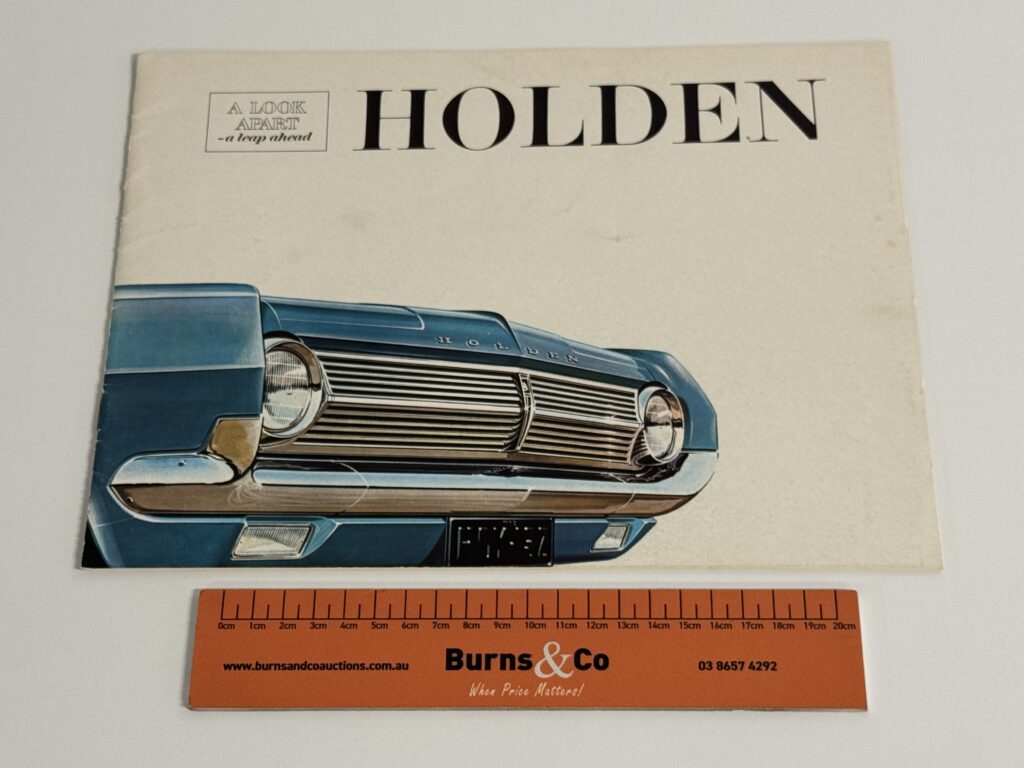 A LOOK
APART
-a leap ahead
HOLDEN
HOLDEN
0cm 1cm 2cm 3cm 4cm 5cm 6cm 7cm 8cm 9cm 10cm 11cm 12cm 13cm 14cm 15cm 16cm 17cm 18cm 19cm 20cm
www.burnsandcoauctions.com.au
Burns&Co
When Price Matters!
03 8657 4292